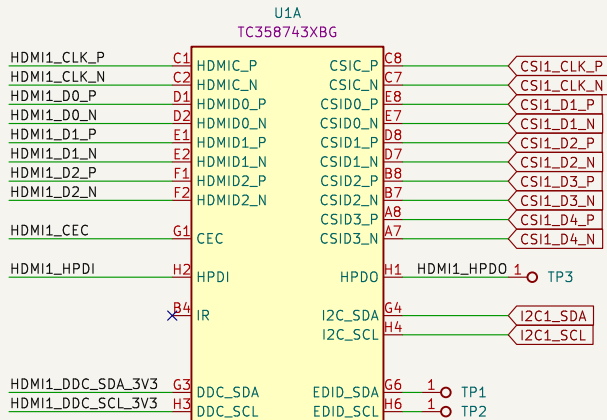 U1A
TC358743XBG
HDMI1_CLK_P C1 HDMIC_P CSIC_P C8 CSI1_CLK_P
HDMI1_CLK_N C2 HDMIC_N CSIC_N C7 CSI1_CLK_N
HDMI1_D0_P D1 HDMID0_P CSID0_P E8 CSI1_D1_P
HDMI1_D0_N D2 HDMID0_N CSID0_N E7 CSI1_D1_N
HDMI1_D1_P E1 HDMID1_P CSID1_P D8 CSI1_D2_P
HDMI1_D1_N E2 HDMID1_N CSID1_N D7 CSI1_D2_N
HDMI1_D2_P F1 HDMID2_P CSID2_P B8 CSI1_D3_P
HDMI1_D2_N F2 HDMID2_N CSID2_N B7 CSI1_D3_N
CSID3_P A8 CSI1_D4_P
HDMI1_CEC G1 CEC CSID3_N A7 CSI1_D4_N
HDMI1_HPDI H2 HPDI HPDO H1 HDMI1_HPDO 1 TP3
B4 IR I2C_SDA G4 I2C1_SDA
I2C_SCL H4 I2C1_SCL
HDMI1_DDC_SDA_3V3 G3 DDC_SDA EDID_SDA G6 1 TP1
HDMI1_DDC_SCL_3V3 H3 DDC_SCL EDID_SCL H6 1 TP2